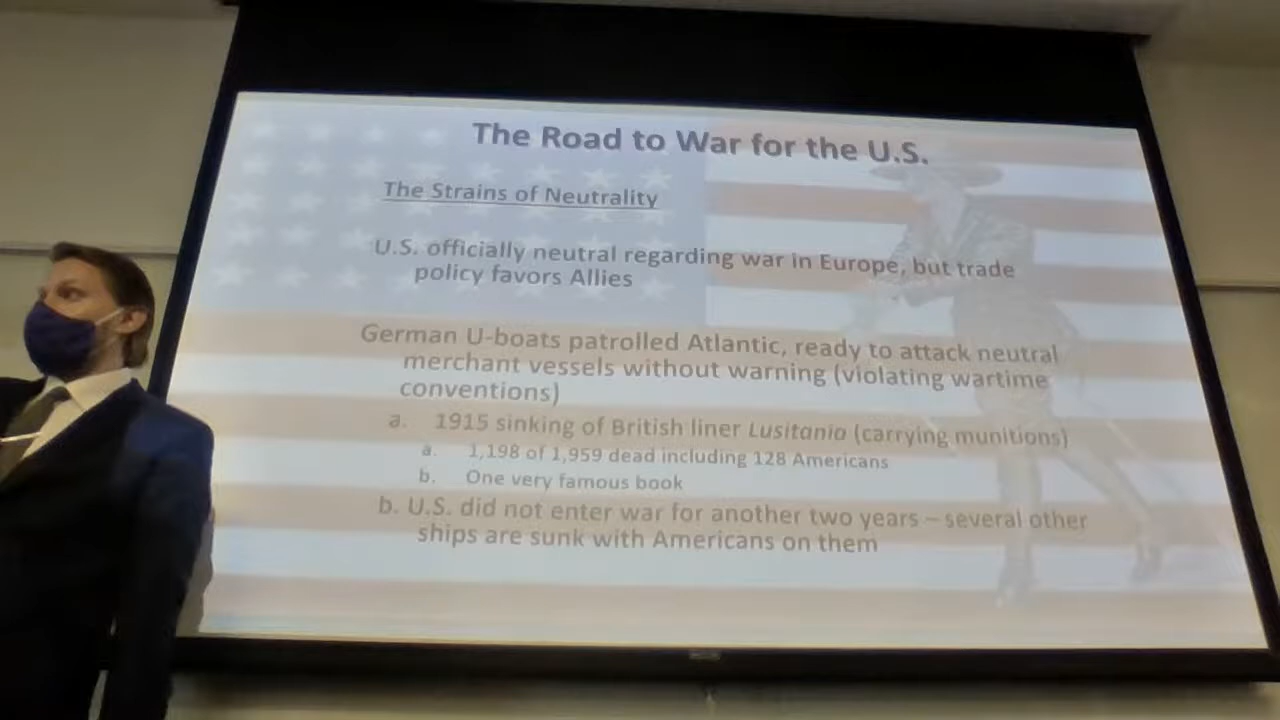 The Road to War for the U.S.
The Strains of Neutrality
U.S. officially neutral regarding war in Europe, but trade
policy favors Allies
German U-boats patrolled Atlantic, ready to attack neutral
merchant vessels without warning (violating wartime
conventions)
a. 1915 sinking of British liner Lusitania (carrying munitions)
a. 1,198 of 1,959 dead including 128 Americans
b. One very famous book
b. U.S. did not enter war for another two years – several other
ships are sunk with Americans on them